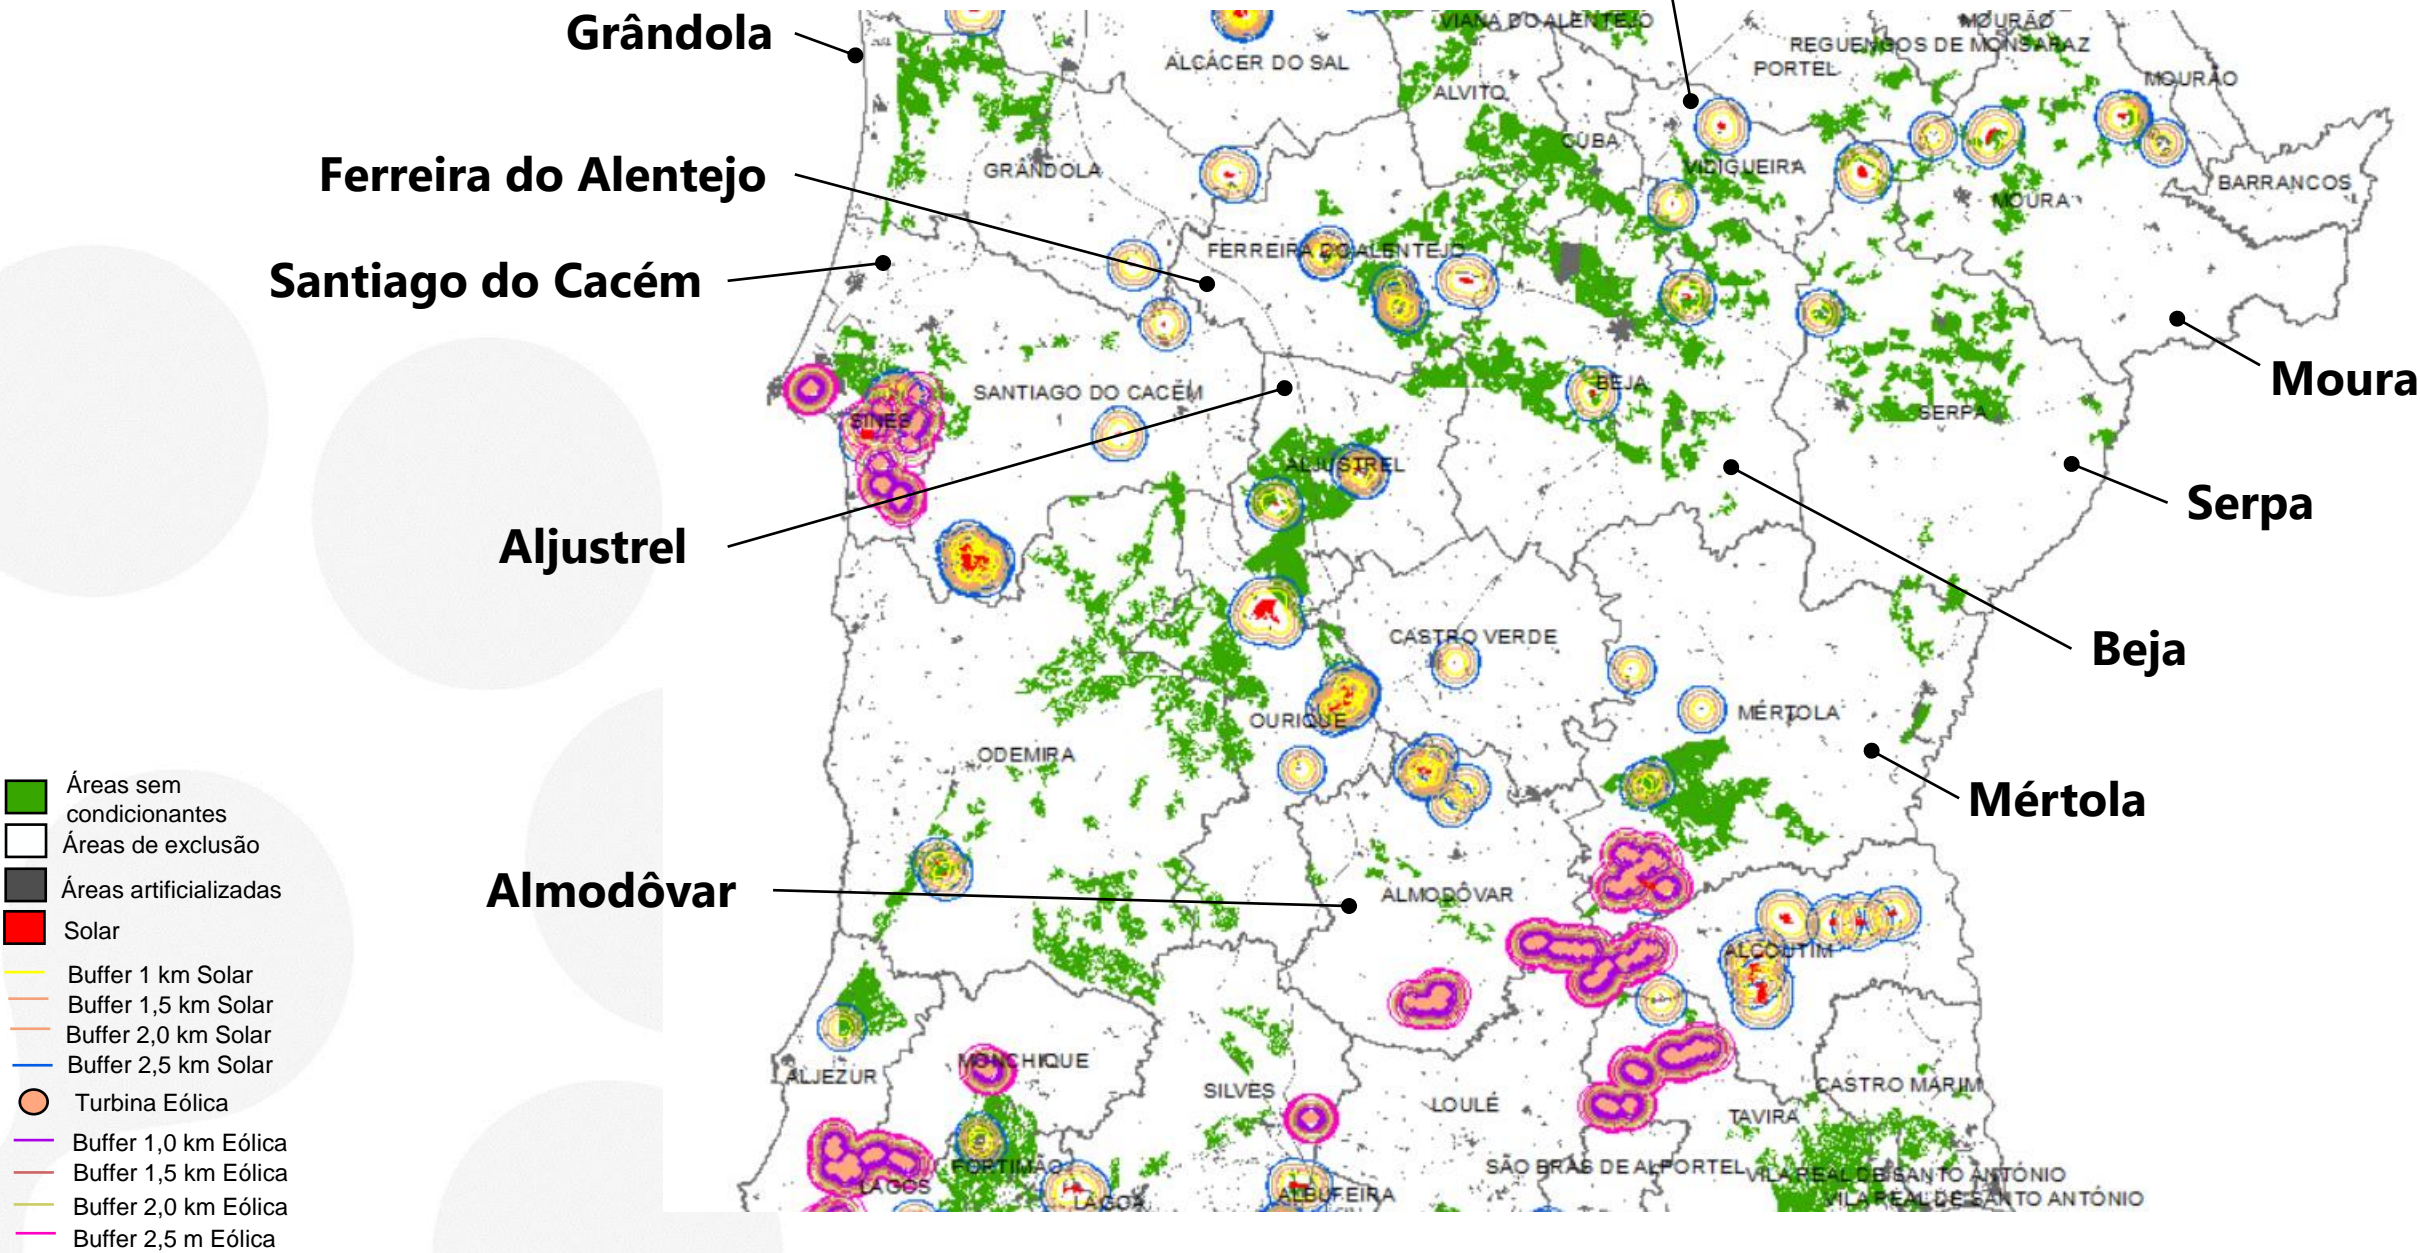 Grândola
Ferreira do Alentejo
Santiago do Cacém
Aljustrel
Almodôvar
Moura
Serpa
Beja
Mértola
VIANA DO ALENTEJO
MOURÃO
REGUENGOS DE MONSARAZ
ALCÁCER DO SAL
PORTEL
MOURÃO
ALVITO
CUBA
GRÂNDOLA
VIDIGUEIRA
BARRANCOS
MOURA
FERREIRA DO ALENTEJO
SANTIAGO DO CACÉM
BEJA
SINES
SERPA
ALJUSTREL
CASTRO VERDE
OURIQUE
MÉRTOLA
ODEMIRA
ALMODÔVAR
ALCOUTIM
MONCHIQUE
ALJEZUR
SILVES
LOULÉ
CASTRO MARIM
TAVIRA
PORTIMÃO
SÃO BRÁS DE ALPORTEL
VILA REAL DE SANTO ANTÓNIO
LAGOS
ALBUFEIRA
LAGOA
VILA REAL DE SANTO ANTÓNIO
Áreas sem
condicionantes
Áreas de exclusão
Áreas artificializadas
Solar
Buffer 1 km Solar
Buffer 1,5 km Solar
Buffer 2,0 km Solar
Buffer 2,5 km Solar
Turbina Eólica
Buffer 1,0 km Eólica
Buffer 1,5 km Eólica
Buffer 2,0 km Eólica
Buffer 2,5 m Eólica